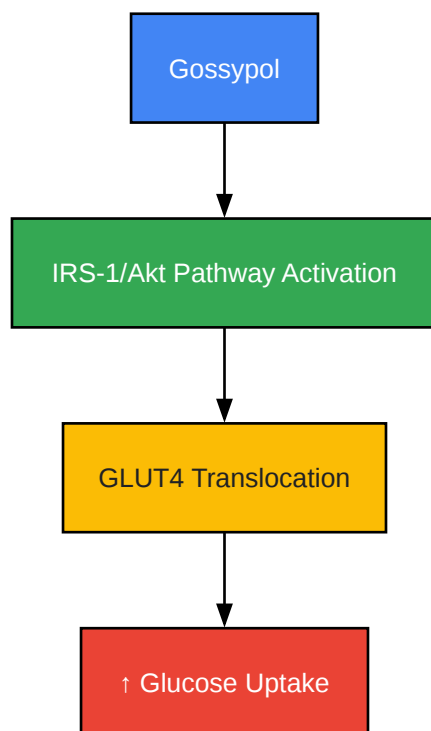 Gossypol
IRS-1/Akt Pathway Activation
GLUT4 Translocation
↑ Glucose Uptake